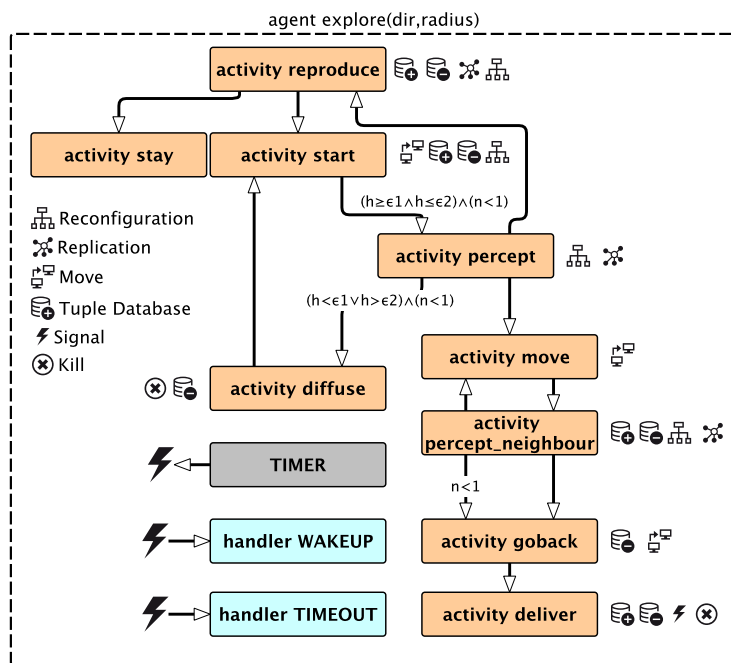 agent explore(dir,radius)
activity reproduce
activity stay
activity start
(h≥ϵ1∧h≤ϵ2)∧(n<1)
Reconfiguration
Replication
Move
Tuple Database
Signal
Kill
activity percept
(h<ϵ1∨h>ϵ2)∧(n<1)
activity move
activity diffuse
activity
percept_neighbour
TIMER
n<1
handler WAKEUP
activity goback
handler TIMEOUT
activity deliver